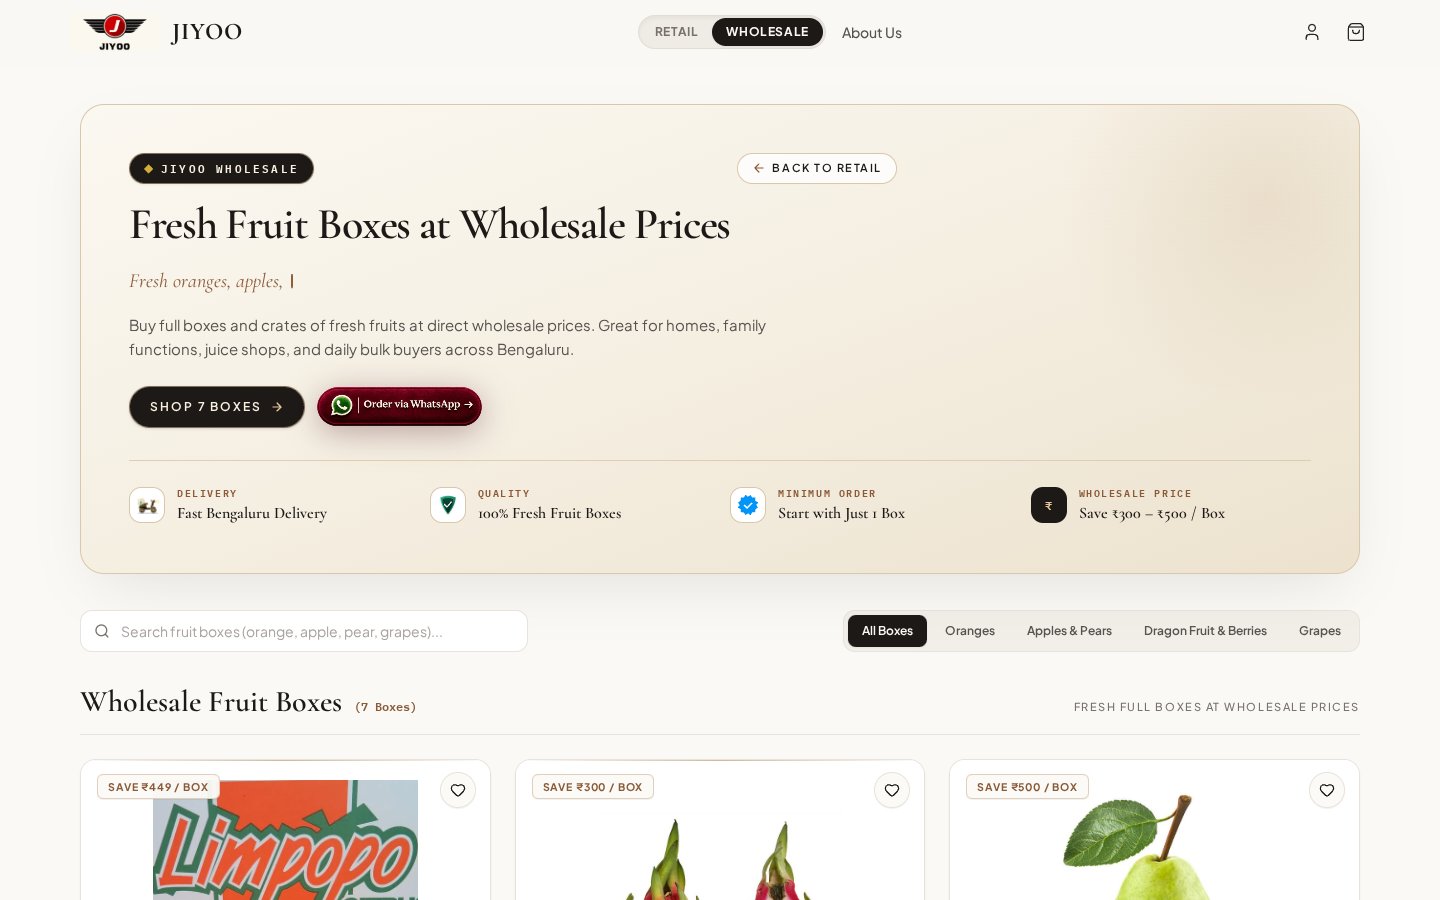 J
JIYOO
JIYOO
RETAIL
WHOLESALE
About Us
JIYOO WHOLESALE
← BACK TO RETAIL
Fresh Fruit Boxes at Wholesale Prices
Fresh oranges, apples,
Buy full boxes and crates of fresh fruits at direct wholesale prices. Great for homes, family
functions, juice shops, and daily bulk buyers across Bengaluru.
SHOP 7 BOXES →
Order via WhatsApp →
DELIVERY
Fast Bengaluru Delivery
QUALITY
100% Fresh Fruit Boxes
MINIMUM ORDER
Start with Just 1 Box
₹
WHOLESALE PRICE
Save ₹300 – ₹500 / Box
Search fruit boxes (orange, apple, pear, grapes)...
All Boxes
Oranges
Apples & Pears
Dragon Fruit & Berries
Grapes
Wholesale Fruit Boxes (7 Boxes)
FRESH FULL BOXES AT WHOLESALE PRICES
SAVE ₹449 / BOX
Limpopo
SAVE ₹300 / BOX
SAVE ₹500 / BOX